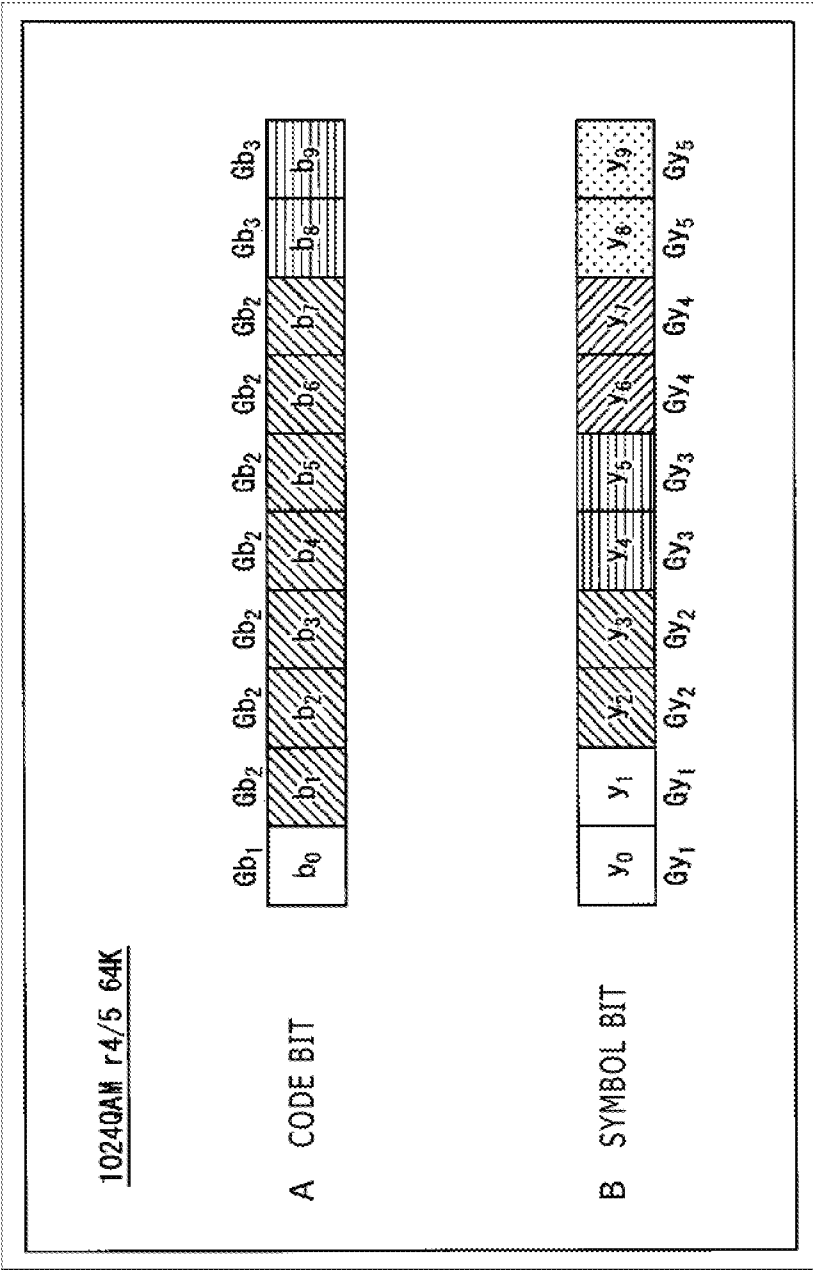 1024QAM r4/5 64K
A CODE BIT
Gb1 Gb2 Gb2 Gb2 Gb2 Gb2 Gb2 Gb2 Gb3 Gb3
b0 b1 b2 b3 b4 b5 b6 b7 b8 b9
B SYMBOL BIT
y0 y1 y2 y3 y4 y5 y6 y7 y8 y9
Gy1 Gy1 Gy2 Gy2 Gy3 Gy3 Gy4 Gy4 Gy5 Gy5